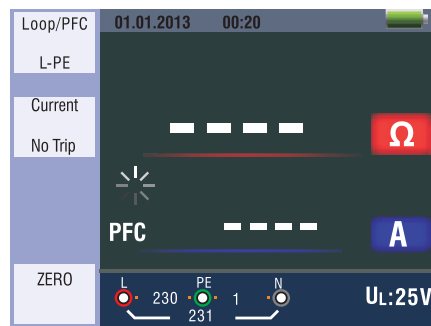 Loop/PFC
L-PE
01.01.2013 00:20
Current
No Trip
– – – – Ω
PFC – – – – A
ZERO
L PE N
230 1
231
UL:25V